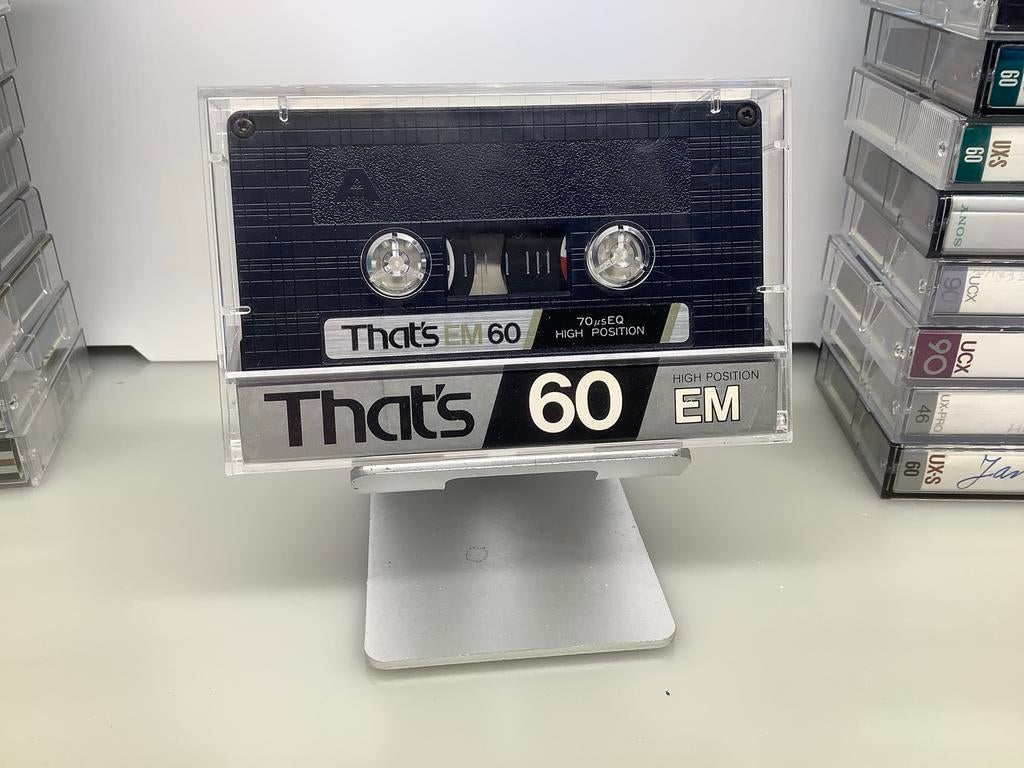 A
That's EM 60
70μsEQ
HIGH POSITION
That's
60
HIGH POSITION
EM
60
60 UX-S
SONY
90 UCX
90 UCX
46 UX-PRO
60 UX-S